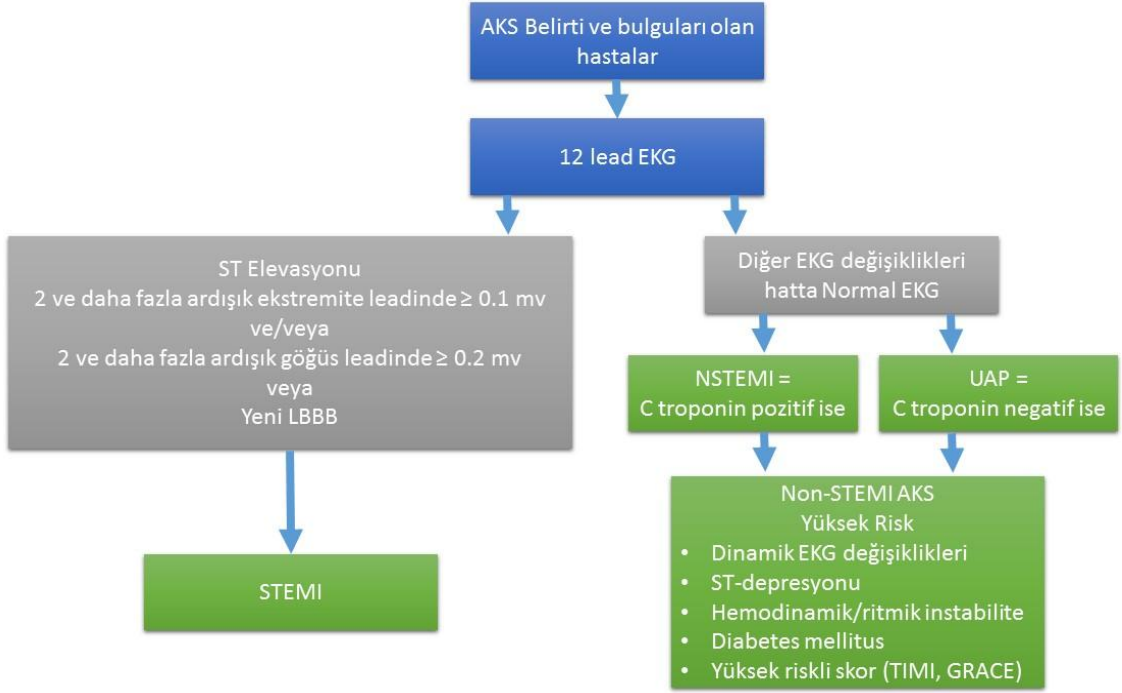 AKS Belirti ve bulguları olan
hastalar
12 lead EKG
ST Elevasyonu
2 ve daha fazla ardışık ekstremite leadinde ≥ 0.1 mv
ve/veya
2 ve daha fazla ardışık göğüs leadinde ≥ 0.2 mv
veya
Yeni LBBB
Diğer EKG değişiklikleri
hatta Normal EKG
NSTEMI =
C troponin pozitif ise
UAP =
C troponin negatif ise
STEMI
Non-STEMI AKS
Yüksek Risk
• Dinamik EKG değişiklikleri
• ST-depresyonu
• Hemodinamik/ritmik instabilite
• Diabetes mellitus
• Yüksek riskli skor (TIMI, GRACE)